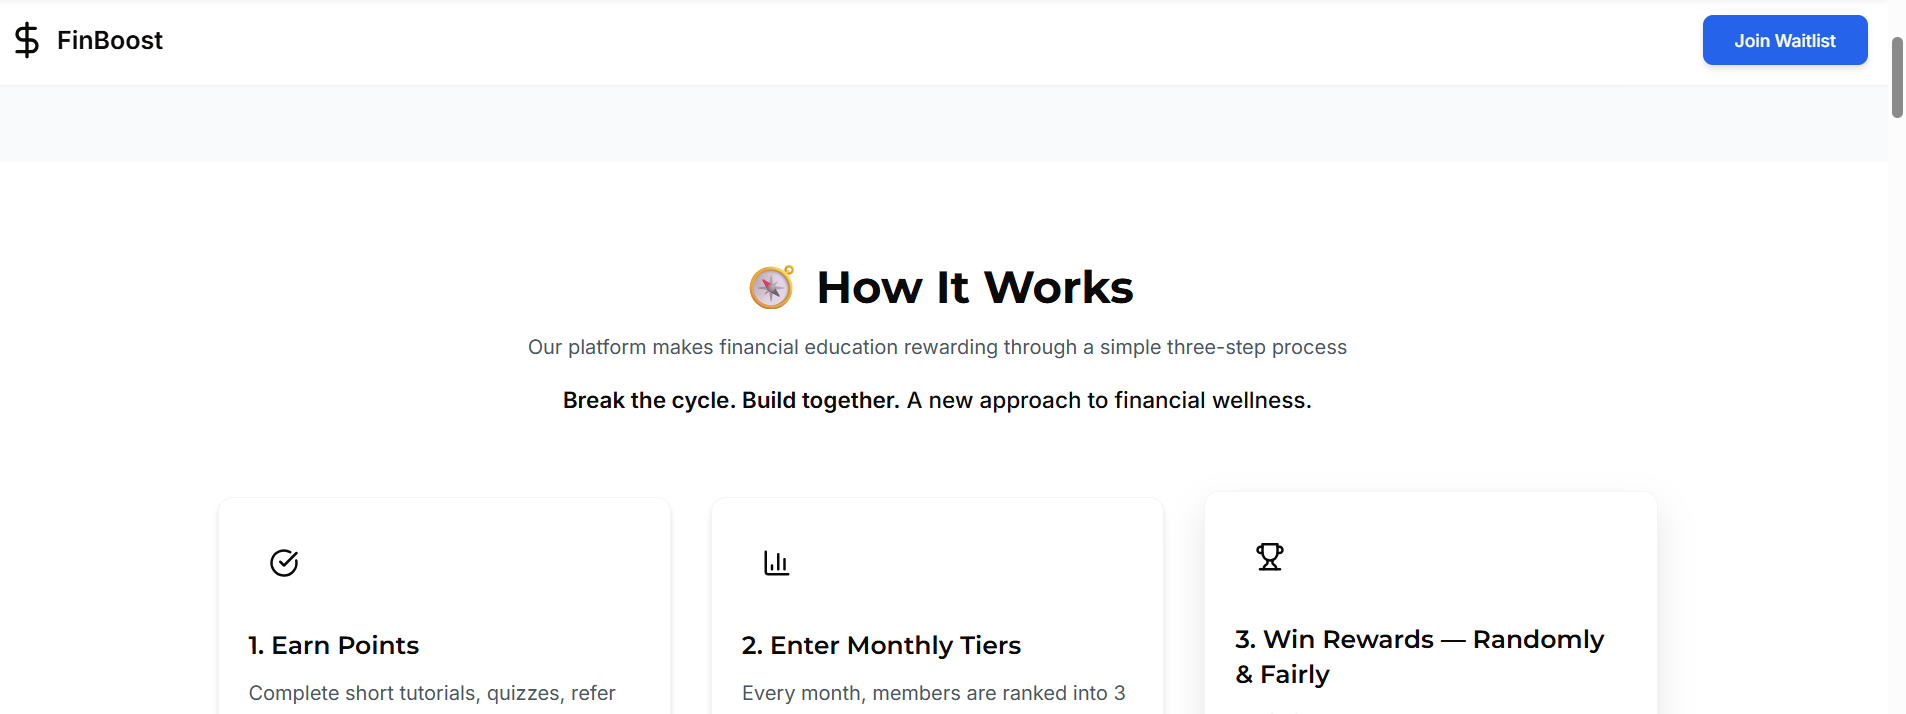 FinBoost
Join Waitlist
How It Works
Our platform makes financial education rewarding through a simple three-step process
Break the cycle. Build together. A new approach to financial wellness.
1. Earn Points
Complete short tutorials, quizzes, refer
2. Enter Monthly Tiers
Every month, members are ranked into 3
3. Win Rewards — Randomly
& Fairly